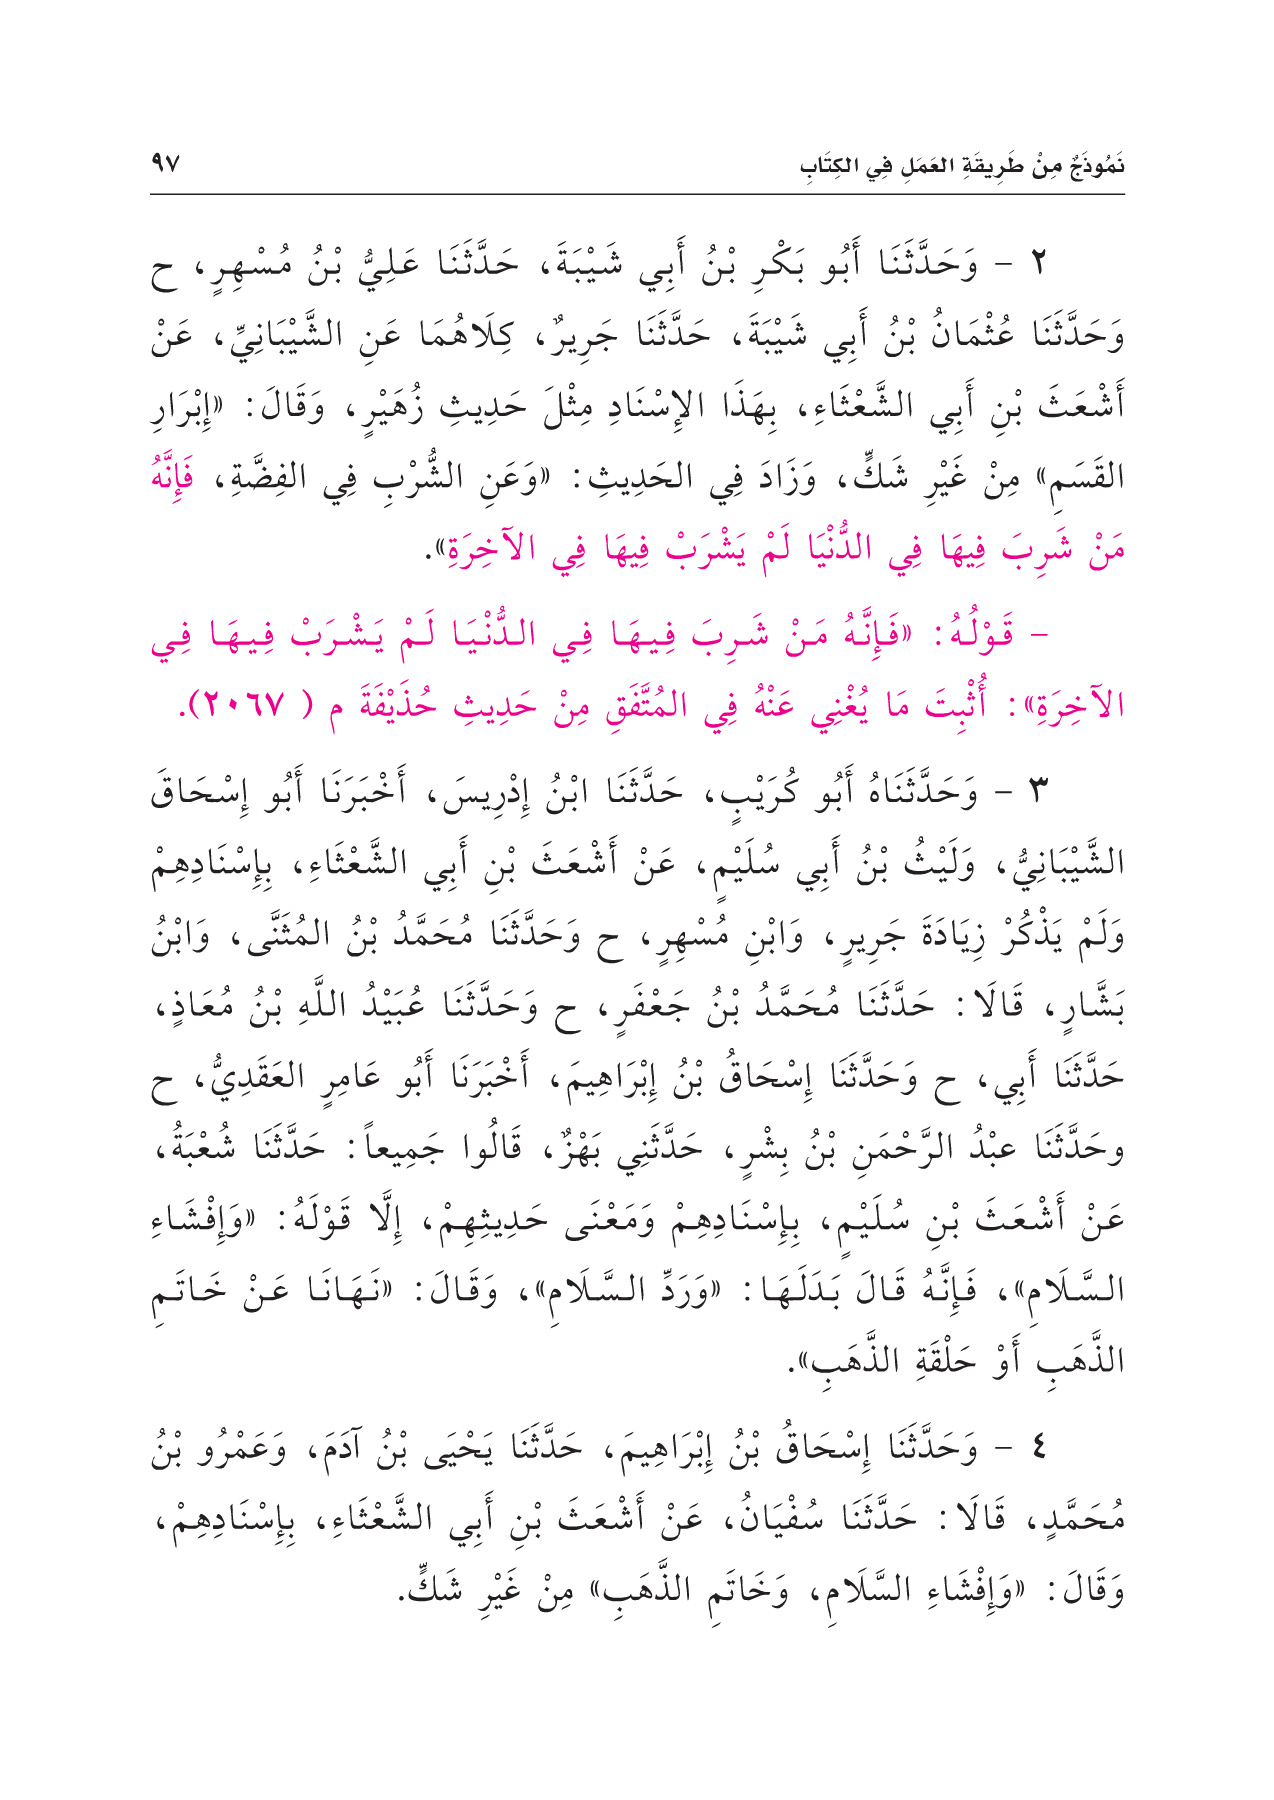 نَمُوذَجٌ مِنْ طَرِيقَةِ العَمَلِ فِي الكِتَابِ ٩٧
٢ - وَحَدَّثَنَا أَبُو بَكْرِ بْنُ أَبِي شَيْبَةَ، حَدَّثَنَا عَلِيُّ بْنُ مُسْهِرٍ، ح
وَحَدَّثَنَا عُثْمَانُ بْنُ أَبِي شَيْبَةَ، حَدَّثَنَا جَرِيرٌ، كِلَاهُمَا عَنِ الشَّيْبَانِيِّ، عَنْ
أَشْعَثَ بْنِ أَبِي الشَّعْثَاءِ، بِهَذَا الإِسْنَادِ مِثْلَ حَدِيثِ زُهَيْرٍ، وَقَالَ: «إِبْرَارِ
القَسَمِ» مِنْ غَيْرِ شَكٍّ، وَزَادَ فِي الحَدِيثِ: «وَعَنِ الشُّرْبِ فِي الفِضَّةِ، فَإِنَّهُ
مَنْ شَرِبَ فِيهَا فِي الدُّنْيَا لَمْ يَشْرَبْ فِيهَا فِي الآخِرَةِ».
- قَوْلُهُ: «فَإِنَّهُ مَنْ شَرِبَ فِيهَا فِي الدُّنْيَا لَمْ يَشْرَبْ فِيهَا فِي
الآخِرَةِ»: أُثْبِتَ مَا يُغْنِي عَنْهُ فِي المُتَّفَقِ مِنْ حَدِيثِ حُذَيْفَةَ م ( ٢٠٦٧).
٣ - وَحَدَّثَنَاهُ أَبُو كُرَيْبٍ، حَدَّثَنَا ابْنُ إِدْرِيسَ، أَخْبَرَنَا أَبُو إِسْحَاقَ
الشَّيْبَانِيُّ، وَلَيْثُ بْنُ أَبِي سُلَيْمٍ، عَنْ أَشْعَثَ بْنِ أَبِي الشَّعْثَاءِ، بِإِسْنَادِهِمْ
وَلَمْ يَذْكُرْ زِيَادَةَ جَرِيرٍ، وَابْنِ مُسْهِرٍ، ح وَحَدَّثَنَا مُحَمَّدُ بْنُ المُثَنَّى، وَابْنُ
بَشَّارٍ، قَالَا: حَدَّثَنَا مُحَمَّدُ بْنُ جَعْفَرٍ، ح وَحَدَّثَنَا عُبَيْدُ اللَّهِ بْنُ مُعَاذٍ،
حَدَّثَنَا أَبِي، ح وَحَدَّثَنَا إِسْحَاقُ بْنُ إِبْرَاهِيمَ، أَخْبَرَنَا أَبُو عَامِرٍ العَقَدِيُّ، ح
وحَدَّثَنَا عبْدُ الرَّحْمَنِ بْنُ بِشْرٍ، حَدَّثَنِي بَهْزٌ، قَالُوا جَمِيعاً: حَدَّثَنَا شُعْبَةُ،
عَنْ أَشْعَثَ بْنِ سُلَيْمٍ، بِإِسْنَادِهِمْ وَمَعْنَى حَدِيثِهِمْ، إِلَّا قَوْلَهُ: «وَإِفْشَاءِ
السَّلَامِ»، فَإِنَّهُ قَالَ بَدَلَهَا: «وَرَدِّ السَّلَامِ»، وَقَالَ: «نَهَانَا عَنْ خَاتَمِ
الذَّهَبِ أَوْ حَلْقَةِ الذَّهَبِ».
٤ - وَحَدَّثَنَا إِسْحَاقُ بْنُ إِبْرَاهِيمَ، حَدَّثَنَا يَحْيَى بْنُ آدَمَ، وَعَمْرُو بْنُ
مُحَمَّدٍ، قَالَا: حَدَّثَنَا سُفْيَانُ، عَنْ أَشْعَثَ بْنِ أَبِي الشَّعْثَاءِ، بِإِسْنَادِهِمْ،
وَقَالَ: «وَإِفْشَاءِ السَّلَامِ، وَخَاتَمِ الذَّهَبِ» مِنْ غَيْرِ شَكٍّ.